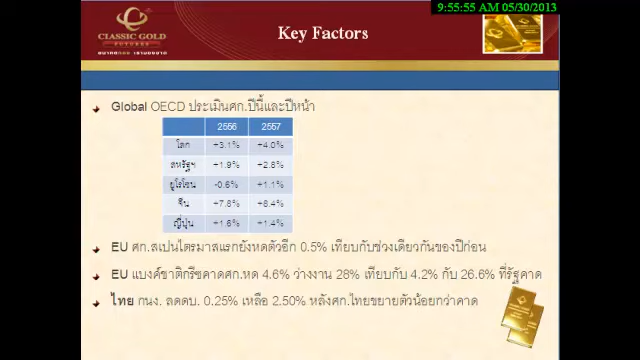 9:55:55 AM 05/30/2013
CLASSIC GOLD
FUTURES
Key Factors
Global OECD ประเมินศก.ปีนี้และปีหน้า
2556 2557
โลก +3.1% +4.0%
สหรัฐฯ +1.9% +2.8%
ยูโรโซน -0.6% +1.1%
จีน +7.8% +8.4%
ญี่ปุ่น +1.6% +1.4%
EU ศก.สเปนไตรมาสแรกยังหดตัวอีก 0.5% เทียบกับช่วงเดียวกันของปีก่อน
EU แบงค์ชาติกรีซคาดศก.หด 4.6% ว่างงาน 28% เทียบกับ 4.2% กับ 26.6% ที่รัฐคาด
ไทย กนง. ลดดบ. 0.25% เหลือ 2.50% หลังศก.ไทยขยายตัวน้อยกว่าคาด